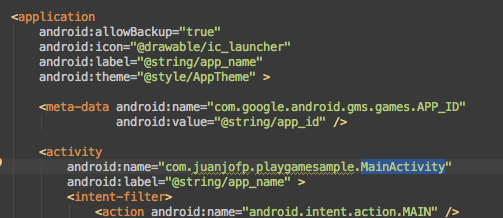 <application
android:allowBackup="true"
android:icon="@drawable/ic_launcher"
android:label="@string/app_name"
android:theme="@style/AppTheme" >
<meta-data android:name="com.google.android.gms.games.APP_ID"
android:value="@string/app_id" />
<activity
android:name="com.juanjofp.playgamesample.MainActivity"
android:label="@string/app_name" >
<intent-filter>
<action android:name="android.intent.action.MAIN" />